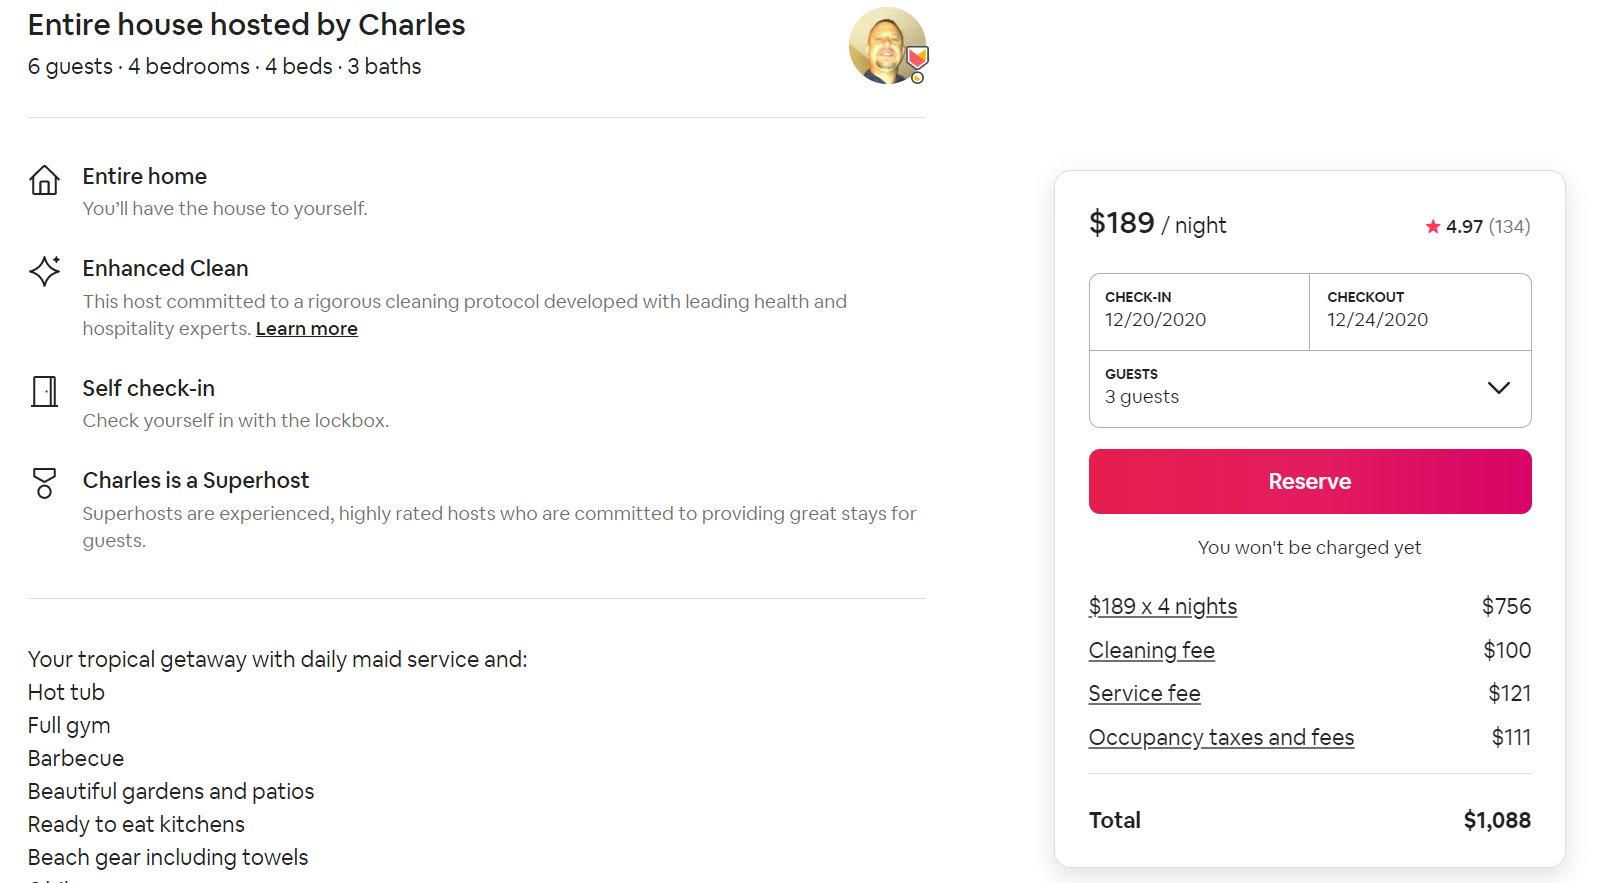 Entire house hosted by Charles
6 guests · 4 bedrooms · 4 beds · 3 baths
Entire home
You’ll have the house to yourself.
Enhanced Clean
This host committed to a rigorous cleaning protocol developed with leading health and
hospitality experts. Learn more
Self check-in
Check yourself in with the lockbox.
Charles is a Superhost
Superhosts are experienced, highly rated hosts who are committed to providing great stays for
guests.
Your tropical getaway with daily maid service and:
Hot tub
Full gym
Barbecue
Beautiful gardens and patios
Ready to eat kitchens
Beach gear including towels
$189 / night
4.97 (134)
CHECK-IN
12/20/2020
CHECKOUT
12/24/2020
GUESTS
3 guests
Reserve
You won't be charged yet
$189 x 4 nights $756
Cleaning fee $100
Service fee $121
Occupancy taxes and fees $111
Total $1,088